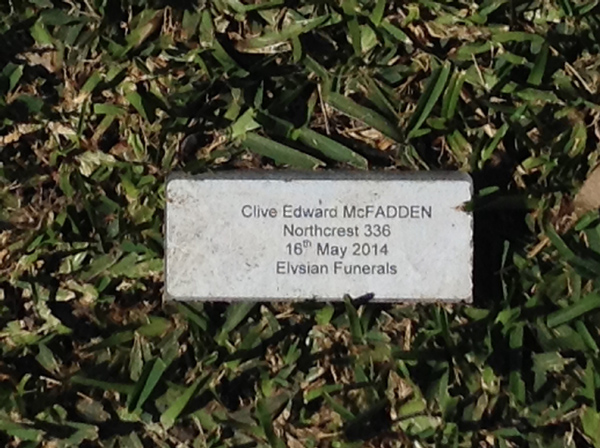 Clive Edward McFADDEN
Northcrest 336
16th May 2014
Elysian Funerals